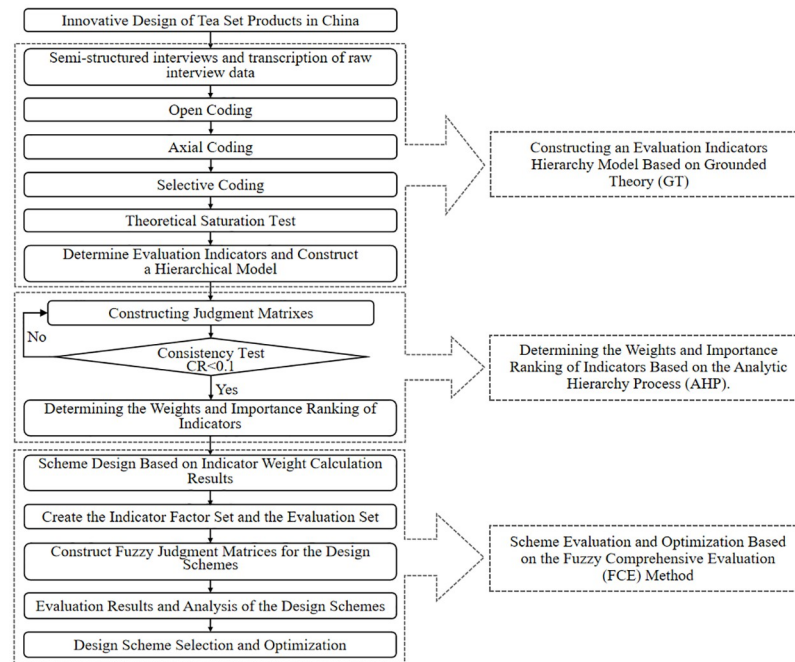 Innovative Design of Tea Set Products in China
Semi-structured interviews and transcription of raw
interview data
Open Coding
Axial Coding
Selective Coding
Theoretical Saturation Test
Determine Evaluation Indicators and Construct
a Hierarchical Model
Constructing an Evaluation Indicators
Hierarchy Model Based on Grounded
Theory (GT)
Constructing Judgment Matrixes
No
Consistency Test
CR<0.1
Yes
Determining the Weights and Importance Ranking of
Indicators
Determining the Weights and Importance
Ranking of Indicators Based on the Analytic
Hierarchy Process (AHP).
Scheme Design Based on Indicator Weight Calculation
Results
Create the Indicator Factor Set and the Evaluation Set
Construct Fuzzy Judgment Matrices for the Design
Schemes
Evaluation Results and Analysis of the Design Schemes
Design Scheme Selection and Optimization
Scheme Evaluation and Optimization Based
on the Fuzzy Comprehensive Evaluation
(FCE) Method